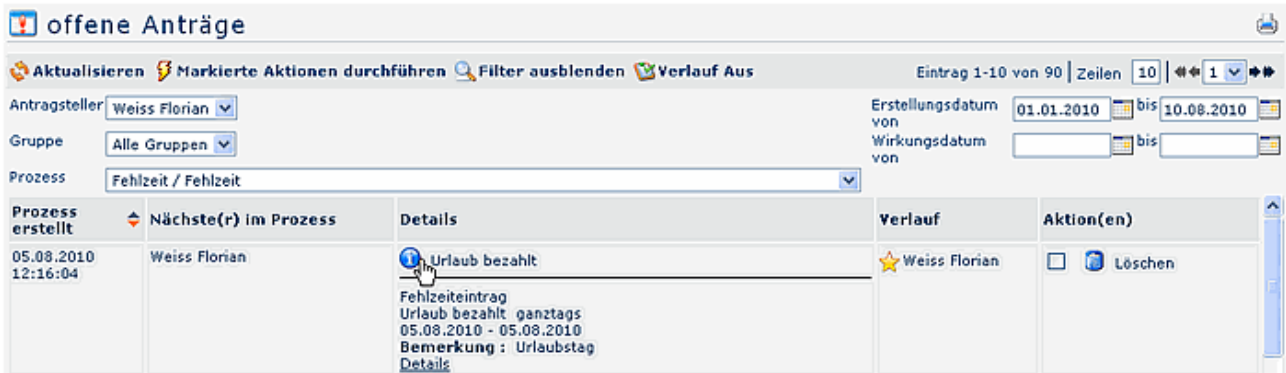 offene Anträge
Aktualisieren Markierte Aktionen durchführen Filter ausblenden Verlauf Aus Eintrag 1-10 von 90 Zeilen 10 1
Antragsteller Weiss Florian Erstellungsdatum von 01.01.2010 bis 10.08.2010
Gruppe Alle Gruppen Wirkungsdatum von bis
Prozess Fehlzeit / Fehlzeit
Prozess erstellt Nächste(r) im Prozess Details Verlauf Aktion(en)
05.08.2010 12:16:04 Weiss Florian Urlaub bezahlt Weiss Florian Löschen
Fehlzeiteintrag
Urlaub bezahlt ganztags
05.08.2010 - 05.08.2010
Bemerkung : Urlaubstag
Details